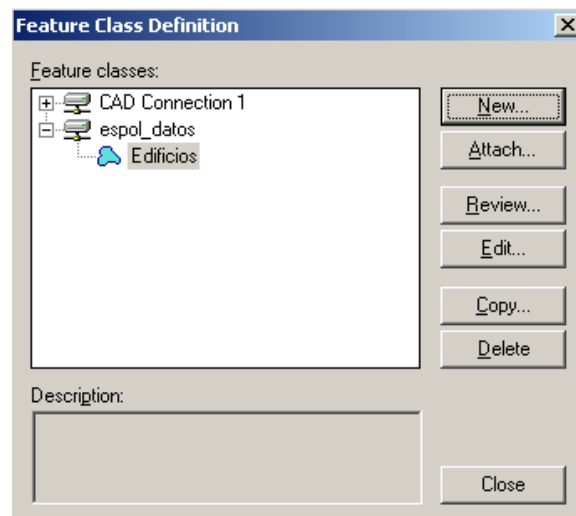 Feature Class Definition
Feature classes:
CAD Connection 1
espol_datos
Edificios
New...
Attach...
Review...
Edit...
Copy...
Delete
Description:
Close